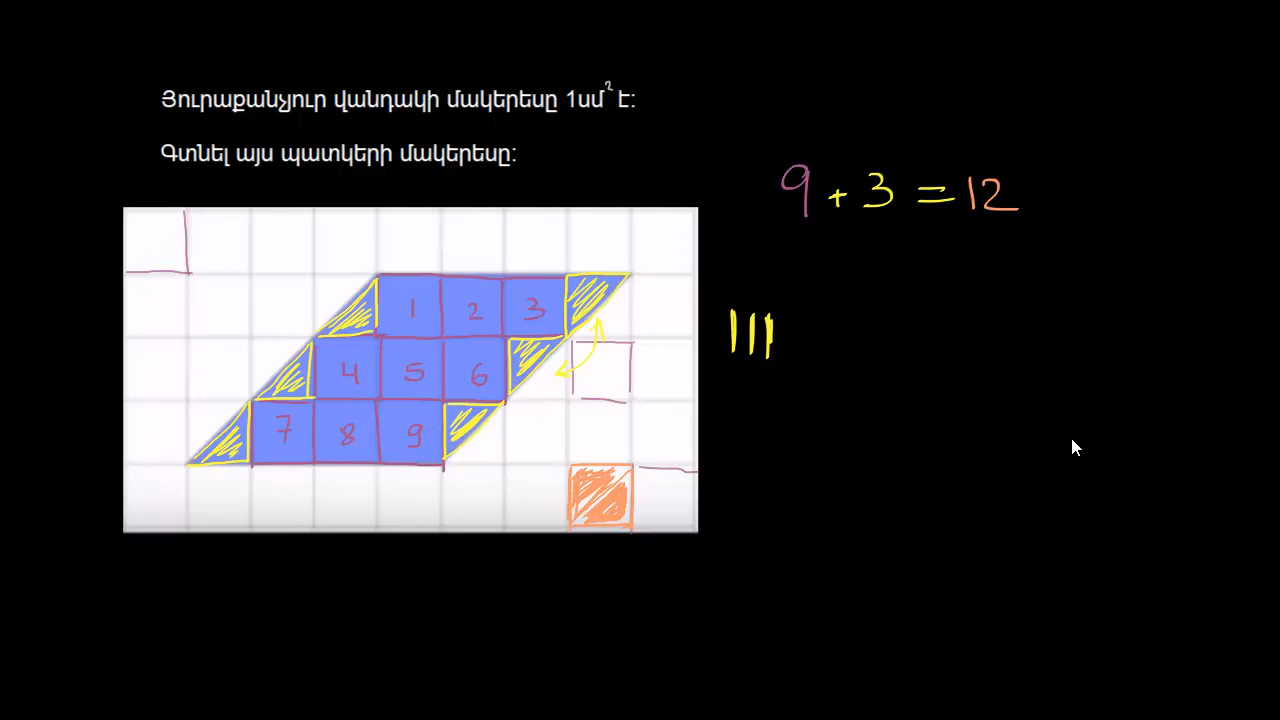 Յուրաքանչյուր վանդակի մակերեսը 1սմ² է:
Գտնել այս պատկերի մակերեսը:
9 + 3 = 12
1 2 3
4 5 6
7 8 9